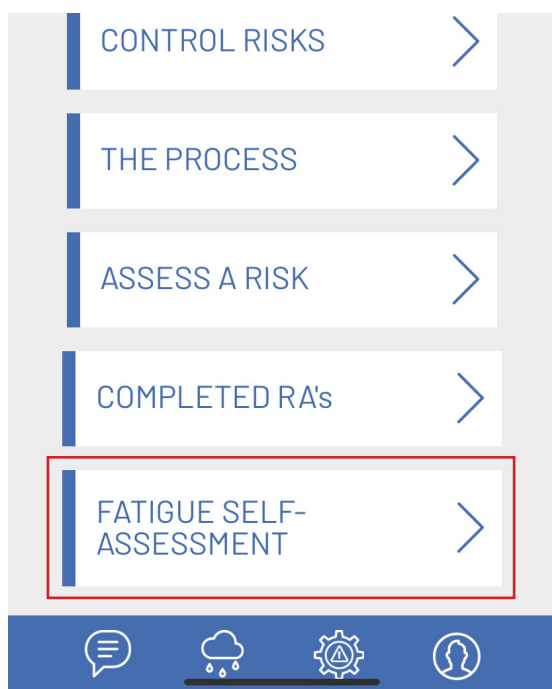 CONTROL RISKS
THE PROCESS
ASSESS A RISK
COMPLETED RA's
FATIGUE SELF-
ASSESSMENT